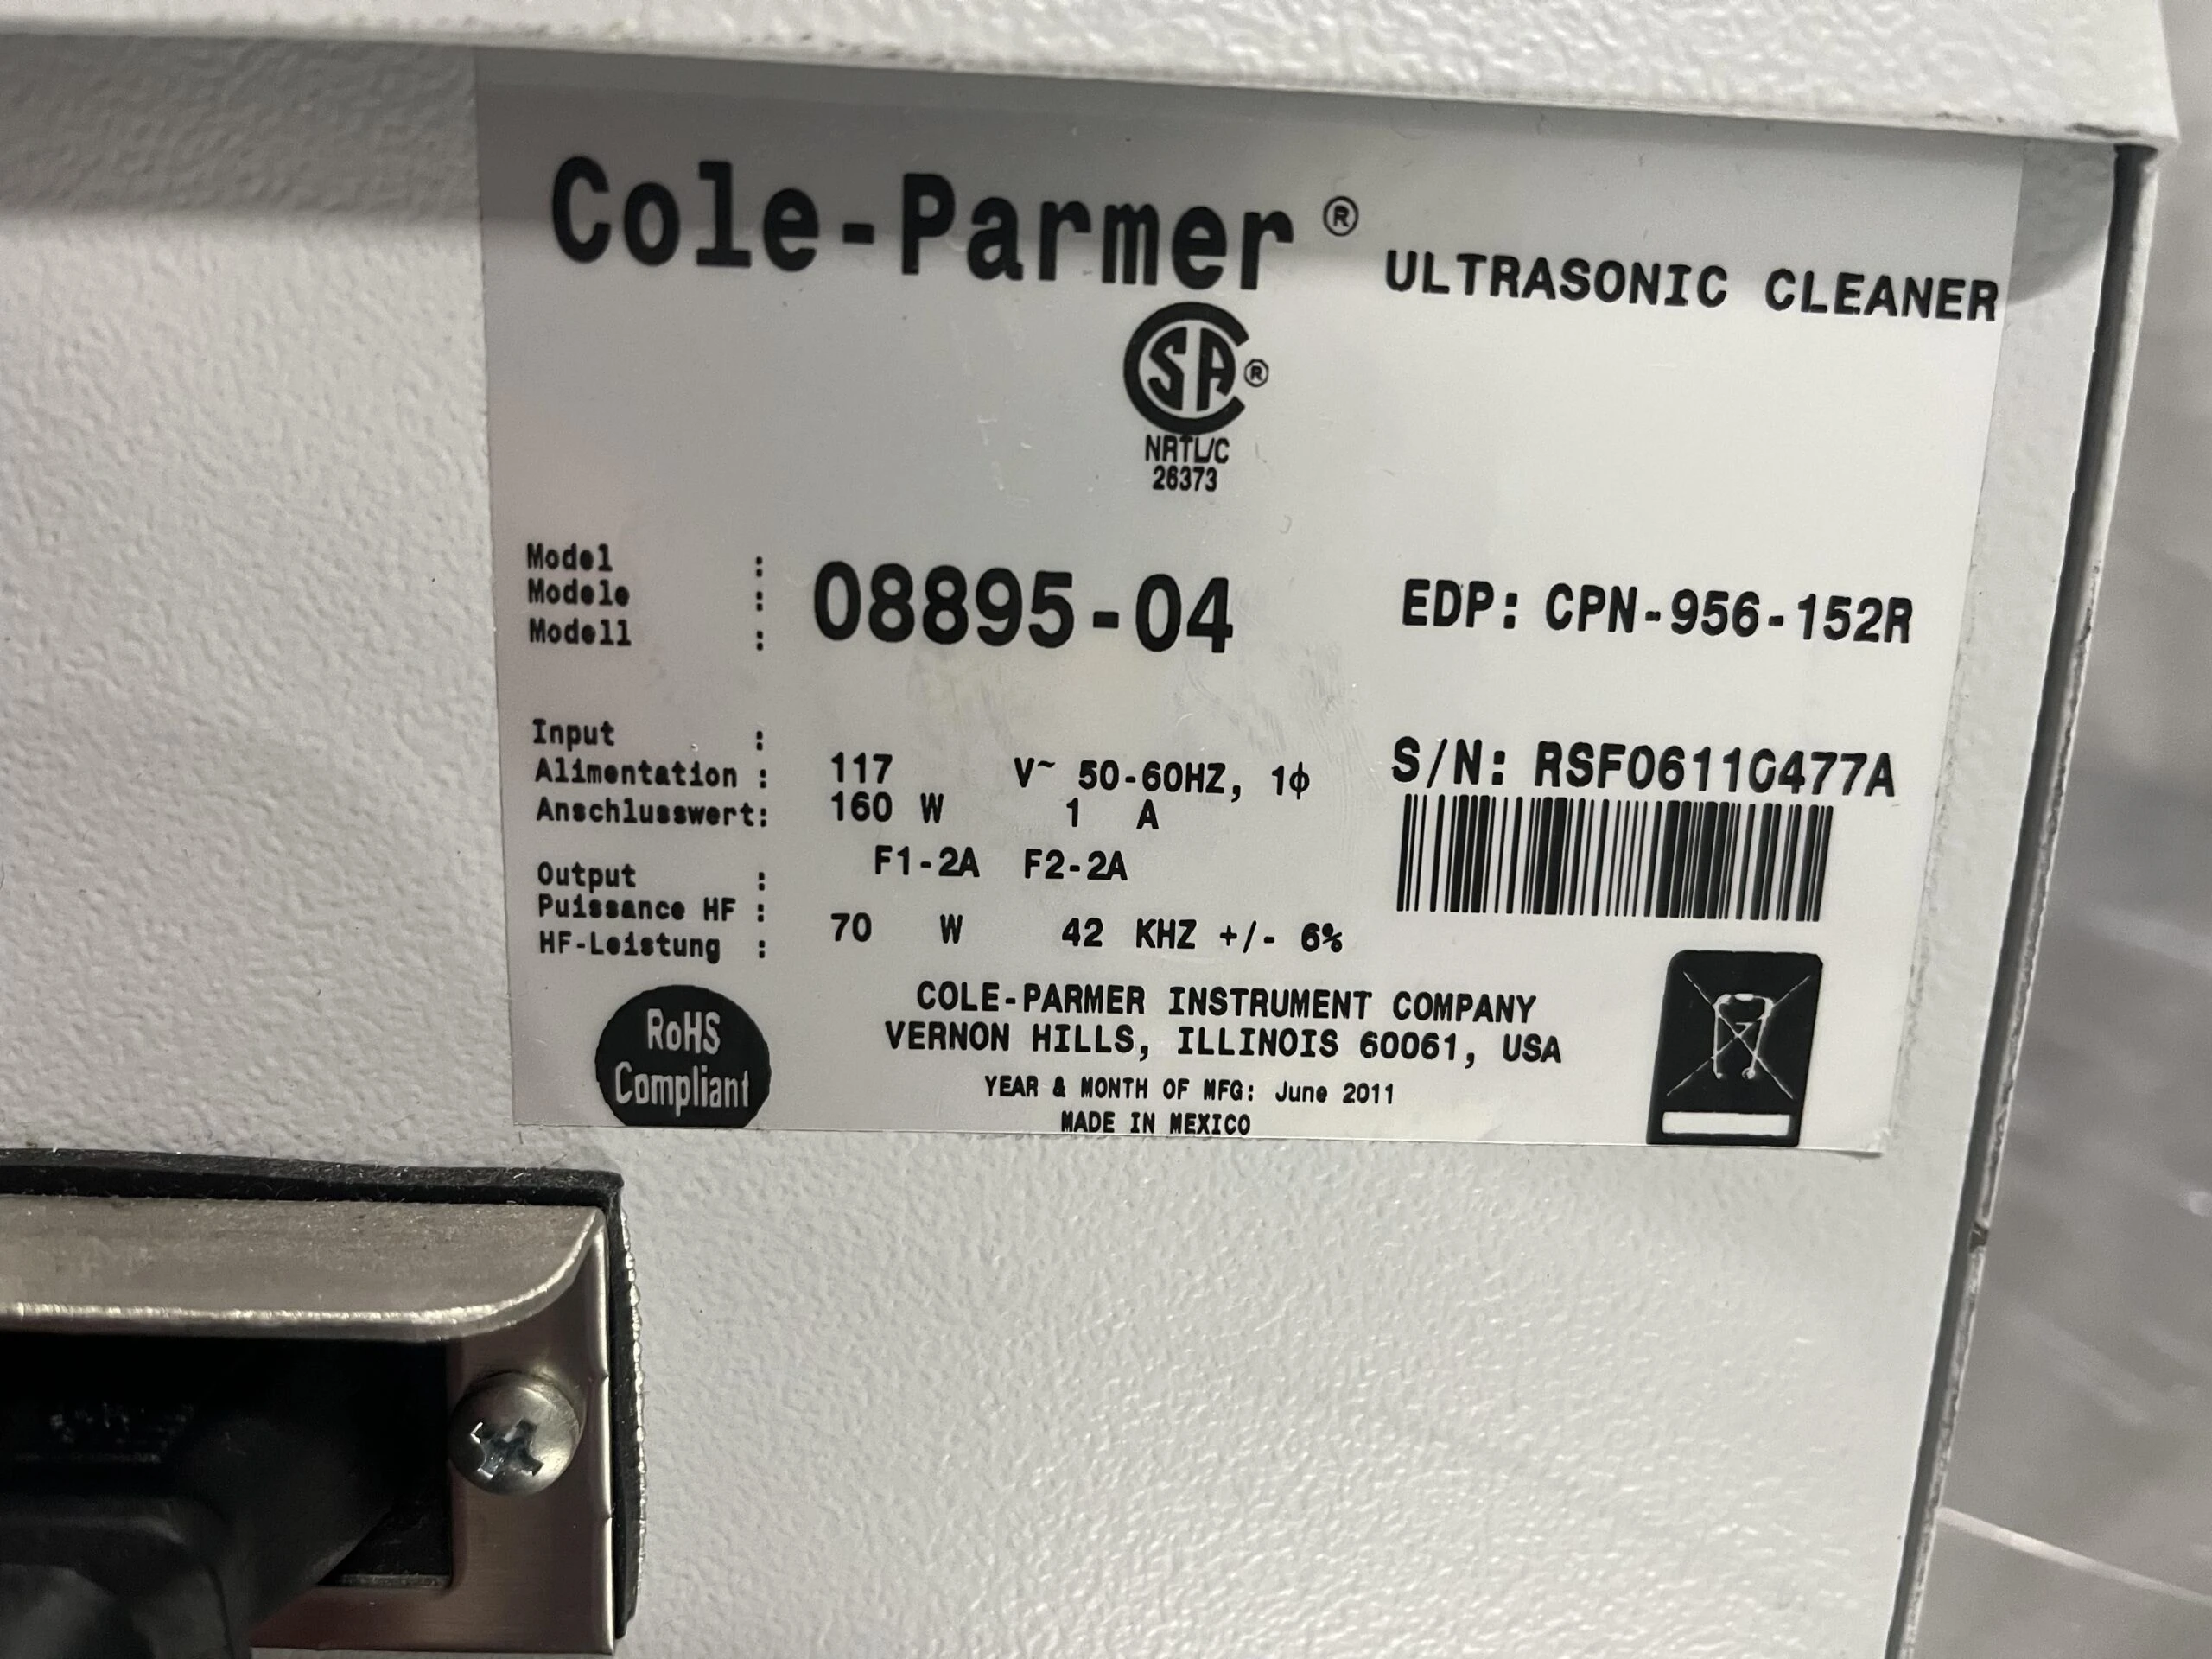 Cole-Parmer® ULTRASONIC CLEANER
CSA®
NRTL/C
26373
Model :
Modele :
Modell :
08895-04
EDP: CPN-956-152R
Input :
Alimentation :
Anschlusswert:
117 V~ 50-60HZ, 1ϕ
160 W 1 A
F1-2A F2-2A
S/N: RSF06110477A
Output :
Puissance HF :
HF-Leistung :
70 W 42 KHZ +/- 6%
RoHS
Compliant
COLE-PARMER INSTRUMENT COMPANY
VERNON HILLS, ILLINOIS 60061, USA
YEAR & MONTH OF MFG: June 2011
MADE IN MEXICO